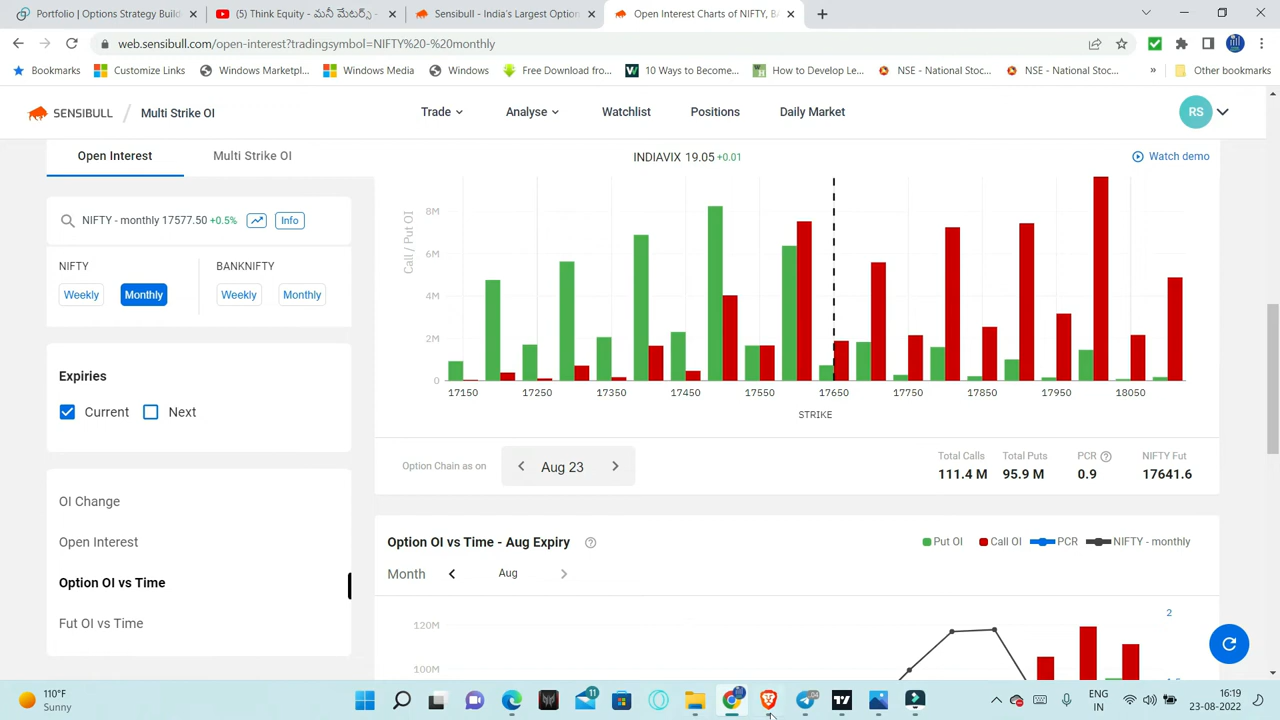 Portfolio | Options Strategy Build
(5) Think Equity - మనీ మేటర్స్ -
Sensibull - India's Largest Option
Open Interest Charts of NIFTY, B
web.sensibull.com/open-interest?tradingsymbol=NIFTY%20-%20monthly
Bookmarks
Customize Links
Windows Marketpl...
Windows Media
Windows
Free Download fro...
10 Ways to Become...
How to Develop Le...
NSE - National Stoc...
NSE - National Stoc...
»
Other bookmarks
SENSIBULL / Multi Strike OI
Trade
Analyse
Watchlist
Positions
Daily Market
RS
Open Interest
Multi Strike OI
INDIAVIX 19.05 +0.01
Watch demo
NIFTY - monthly 17577.50 +0.5%
Info
NIFTY
BANKNIFTY
Weekly
Monthly
Weekly
Monthly
Expiries
Current
Next
OI Change
Open Interest
Option OI vs Time
Fut OI vs Time
Call / Put OI
8M
6M
4M
2M
0
17150 17250 17350 17450 17550 17650 17750 17850 17950 18050
STRIKE
Option Chain as on
Aug 23
Total Calls
111.4 M
Total Puts
95.9 M
PCR
0.9
NIFTY Fut
17641.6
Option OI vs Time - Aug Expiry
Put OI
Call OI
PCR
NIFTY - monthly
Month
Aug
2
120M
100M
110°F
Sunny
11
ENG
IN
16:19
23-08-2022